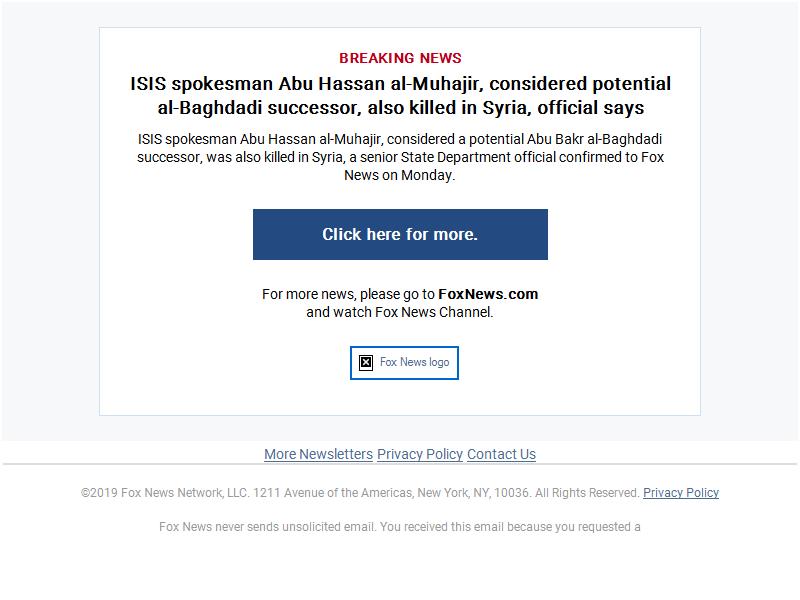 BREAKING NEWS
ISIS spokesman Abu Hassan al-Muhajir, considered potential
al-Baghdadi successor, also killed in Syria, official says
ISIS spokesman Abu Hassan al-Muhajir, considered a potential Abu Bakr al-Baghdadi
successor, was also killed in Syria, a senior State Department official confirmed to Fox
News on Monday.
Click here for more.
For more news, please go to FoxNews.com
and watch Fox News Channel.
Fox News logo
More Newsletters Privacy Policy Contact Us
©2019 Fox News Network, LLC. 1211 Avenue of the Americas, New York, NY, 10036. All Rights Reserved. Privacy Policy
Fox News never sends unsolicited email. You received this email because you requested a